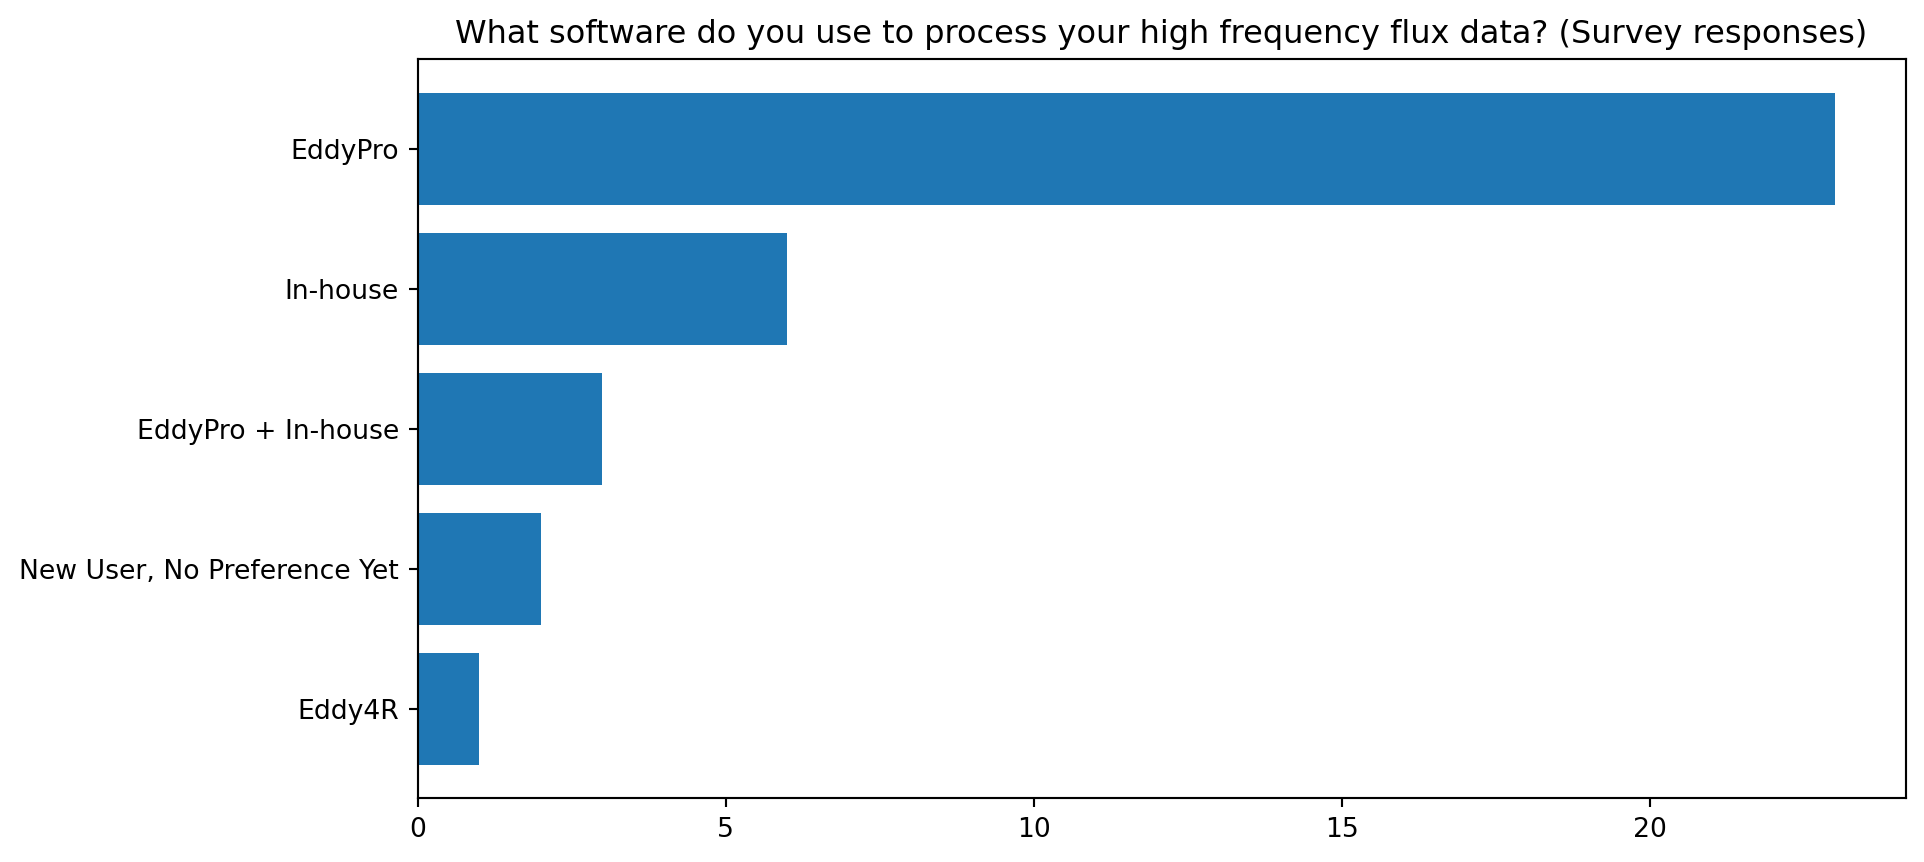 What software do you use to process your high frequency flux data? (Survey responses)
EddyPro
In-house
EddyPro + In-house
New User, No Preference Yet
Eddy4R
0 5 10 15 20